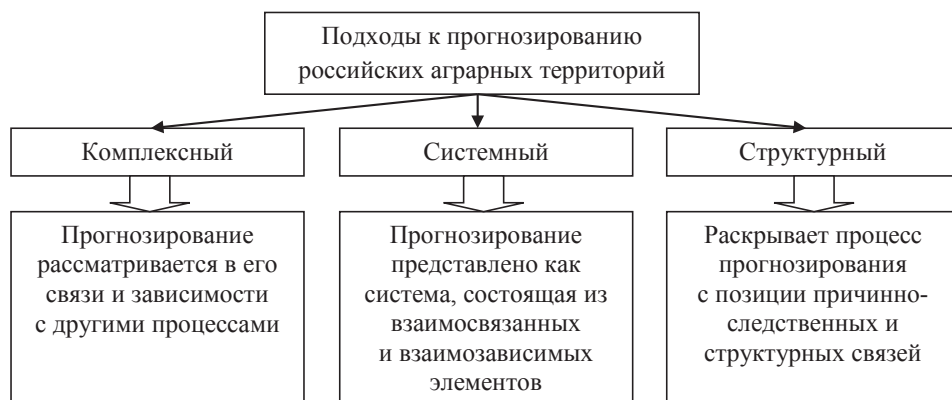 Подходы к прогнозированию
российских аграрных территорий
Комплексный
Системный
Структурный
Прогнозирование
рассматривается в его
связи и зависимости
с другими процессами
Прогнозирование
представлено как
система, состоящая из
взаимосвязанных
и взаимозависимых
элементов
Раскрывает процесс
прогнозирования
с позиции причинно-
следственных и
структурных связей